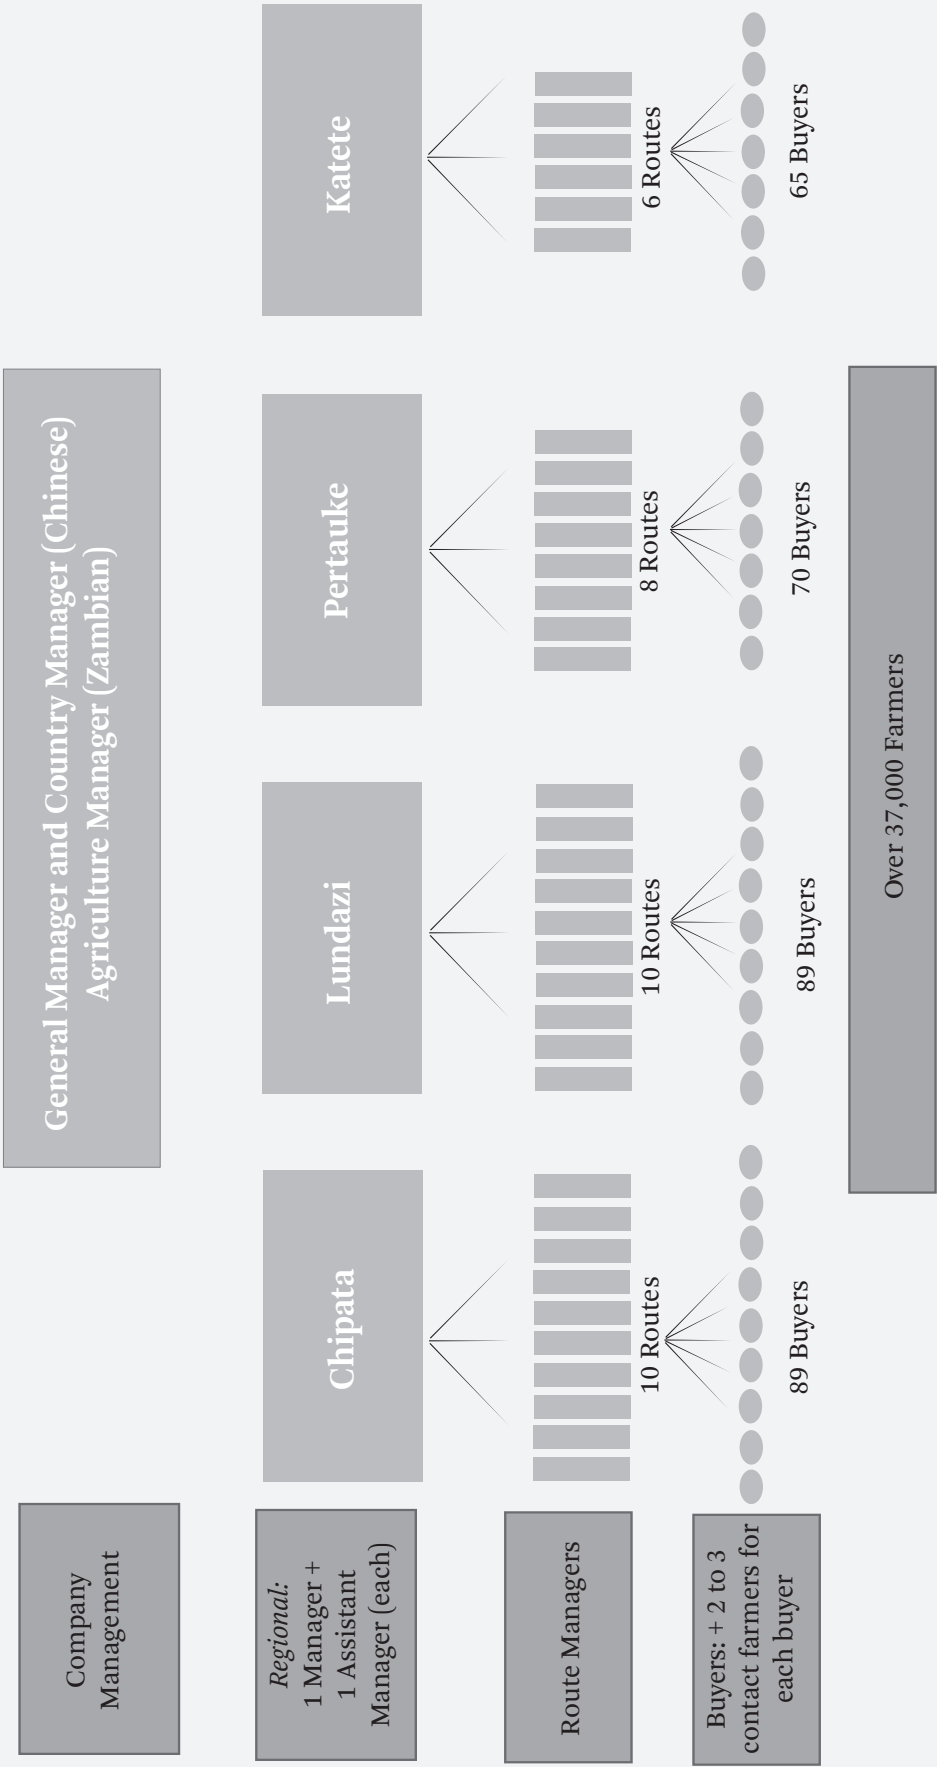 Company
Management
General Manager and Country Manager (Chinese)
Agriculture Manager (Zambian)
Regional:
1 Manager +
1 Assistant
Manager (each)
Chipata
Lundazi
Pertauke
Katete
Route Managers
10 Routes
10 Routes
8 Routes
6 Routes
Buyers: + 2 to 3
contact farmers for
each buyer
89 Buyers
89 Buyers
70 Buyers
65 Buyers
Over 37,000 Farmers